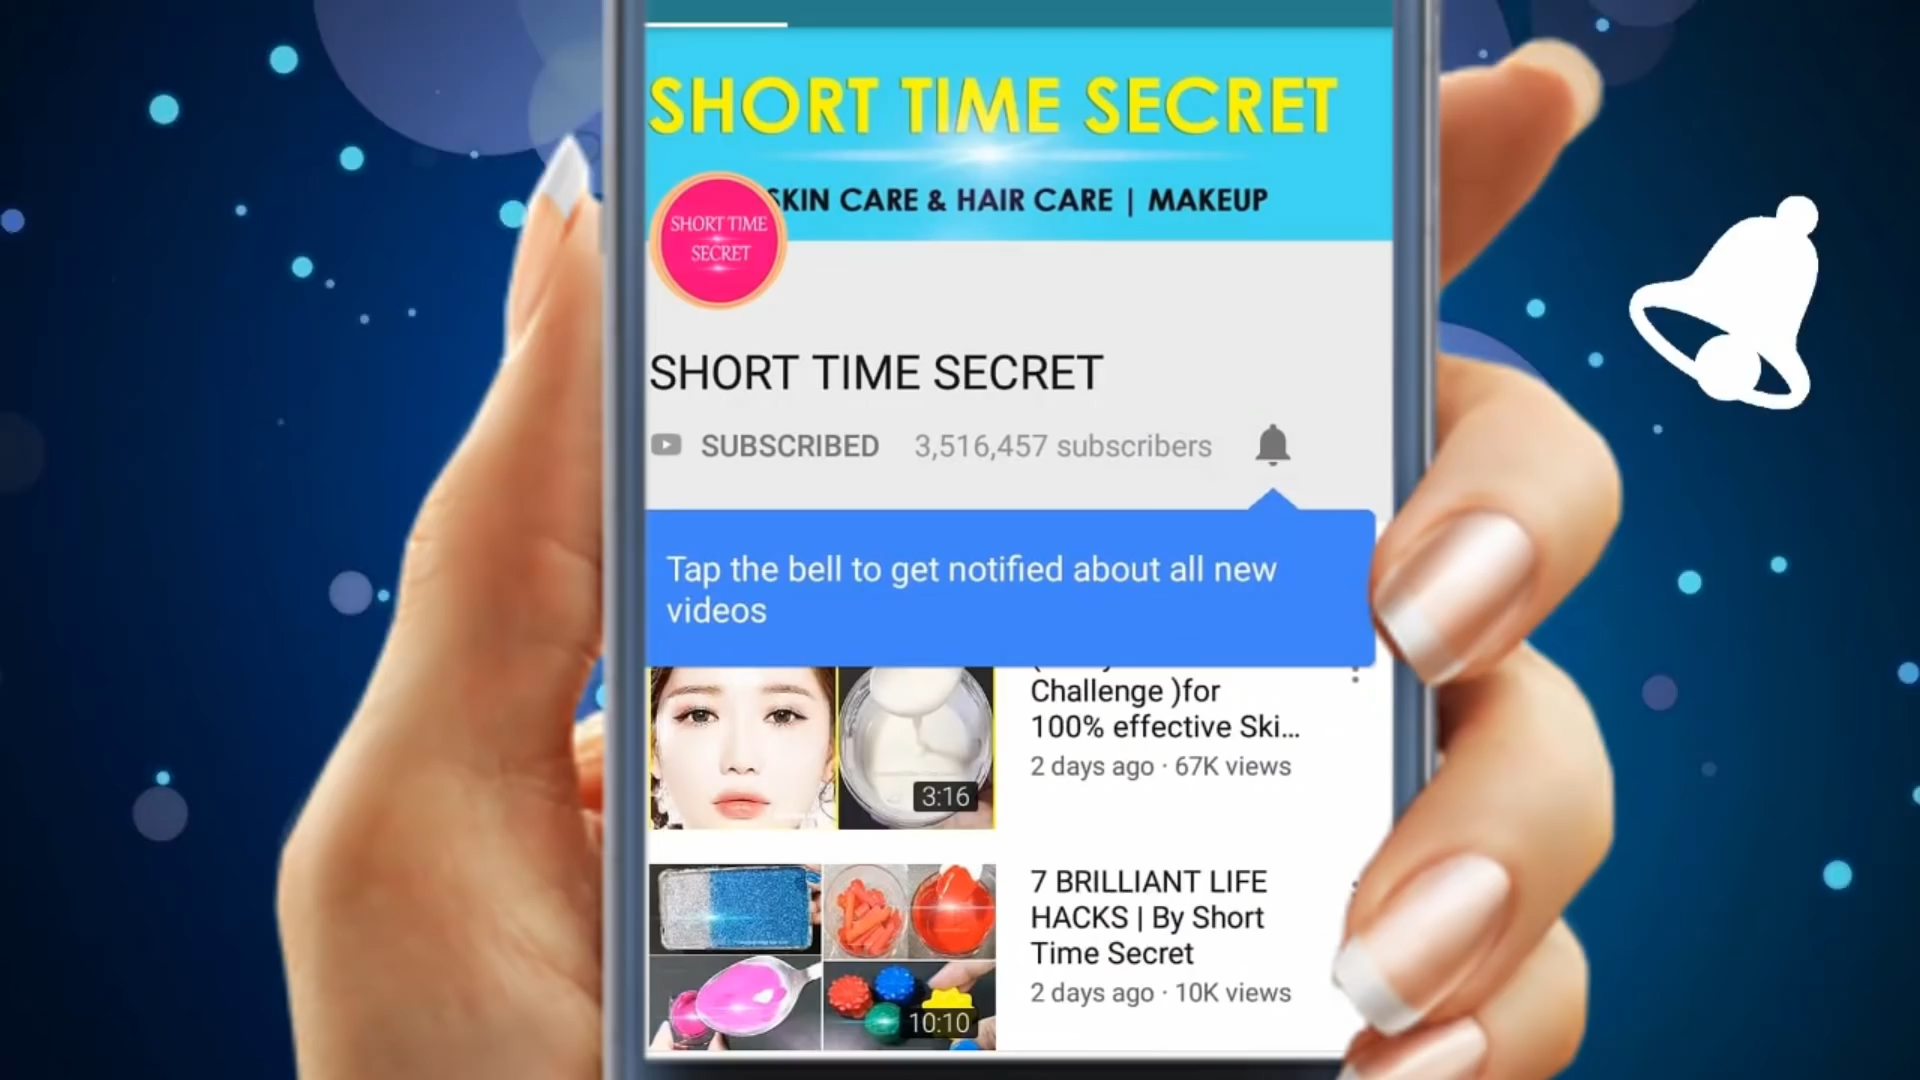 SHORT TIME SECRET
SKIN CARE & HAIR CARE | MAKEUP
SHORT TIME
SECRET
SHORT TIME SECRET
SUBSCRIBED 3,516,457 subscribers
Tap the bell to get notified about all new
videos
Challenge )for
100% effective Ski...
2 days ago · 67K views
3:16
7 BRILLIANT LIFE
HACKS | By Short
Time Secret
2 days ago · 10K views
10:10